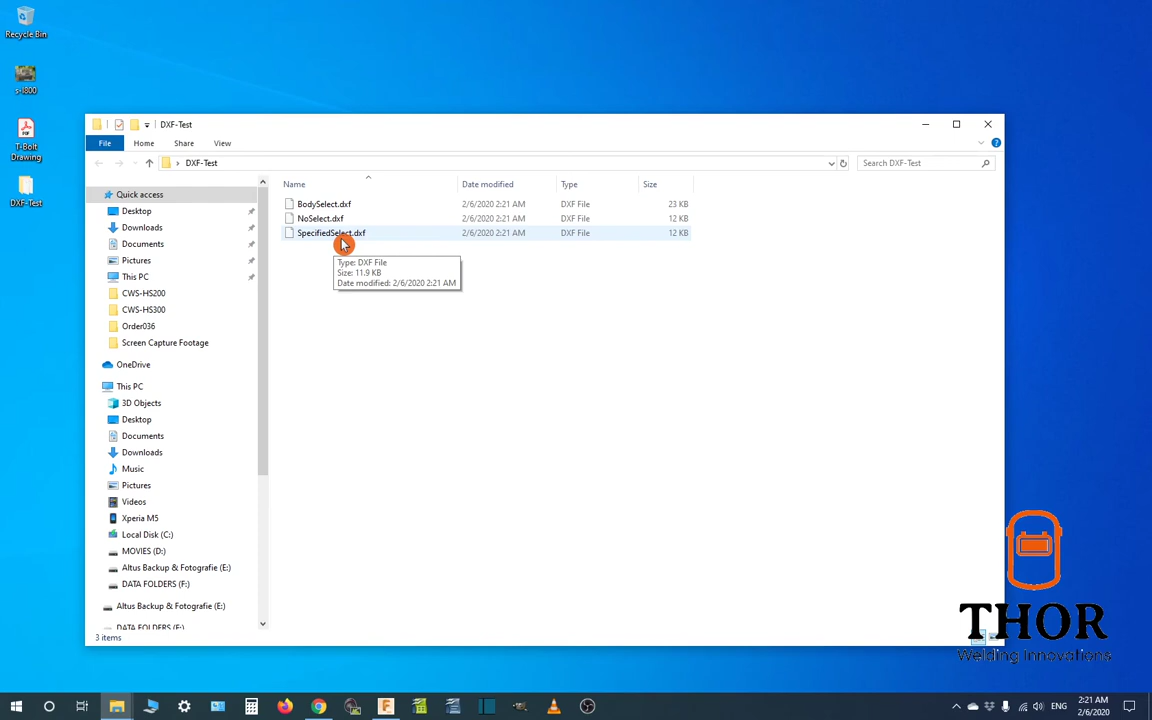 Recycle Bin
s-l800
T-Bolt
Drawing
DXF-Test
DXF-Test
File
Home
Share
View
DXF-Test
Search DXF-Test
Name
Date modified
Type
Size
BodySelect.dxf
2/6/2020 2:21 AM
DXF File
23 KB
NoSelect.dxf
2/6/2020 2:21 AM
DXF File
12 KB
SpecifiedSelect.dxf
2/6/2020 2:21 AM
DXF File
12 KB
Type: DXF File
Size: 11.9 KB
Date modified: 2/6/2020 2:21 AM
Quick access
Desktop
Downloads
Documents
Pictures
This PC
CWS-HS200
CWS-HS300
Order036
Screen Capture Footage
OneDrive
This PC
3D Objects
Desktop
Documents
Downloads
Music
Pictures
Videos
Xperia M5
Local Disk (C:)
MOVIES (D:)
Altus Backup & Fotografie (E:)
DATA FOLDERS (F:)
Altus Backup & Fotografie (E:)
DATA FOLDERS (F:)
3 items
THOR
Welding Innovations
ENG
2:21 AM
2/6/2020